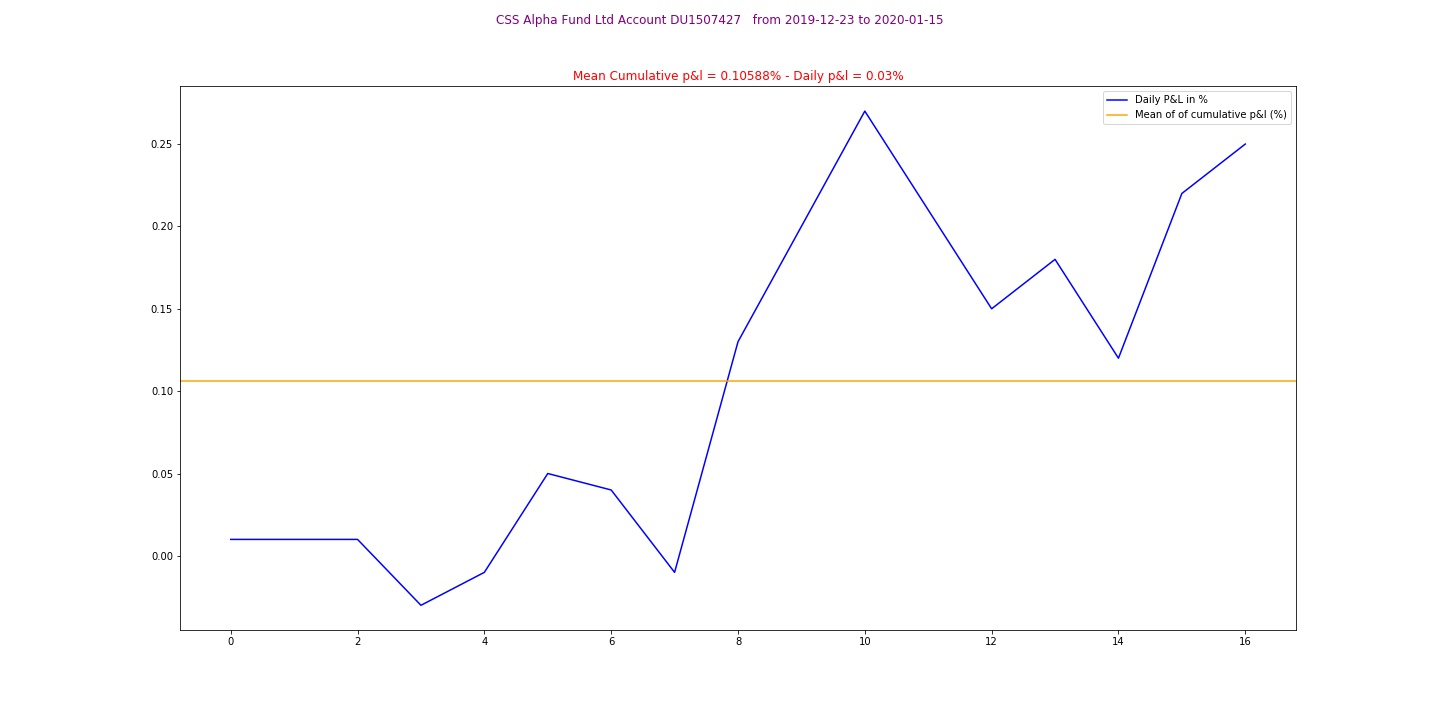 CSS Alpha Fund Ltd Account DU1507427   from 2019-12-23 to 2020-01-15
Mean Cumulative p&l = 0.10588% - Daily p&l = 0.03%
Daily P&L in %
Mean of of cumulative p&l (%)
0.25
0.20
0.15
0.10
0.05
0.00
0 2 4 6 8 10 12 14 16